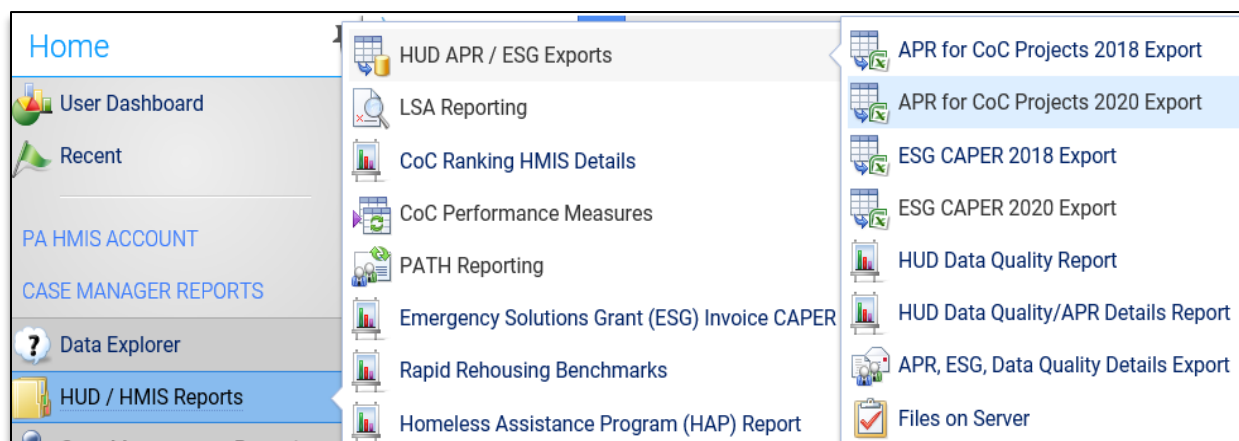 Home
User Dashboard
Recent
PA HMIS ACCOUNT
CASE MANAGER REPORTS
Data Explorer
HUD / HMIS Reports
HUD APR / ESG Exports
LSA Reporting
CoC Ranking HMIS Details
CoC Performance Measures
PATH Reporting
Emergency Solutions Grant (ESG) Invoice CAPER
Rapid Rehousing Benchmarks
Homeless Assistance Program (HAP) Report
APR for CoC Projects 2018 Export
APR for CoC Projects 2020 Export
ESG CAPER 2018 Export
ESG CAPER 2020 Export
HUD Data Quality Report
HUD Data Quality/APR Details Report
APR, ESG, Data Quality Details Export
Files on Server